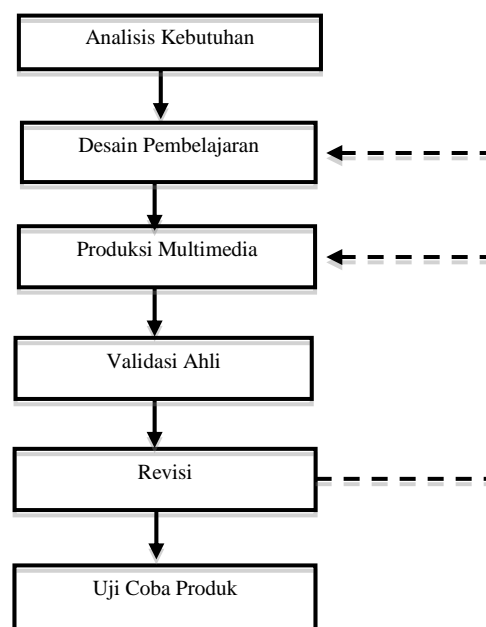 Analisis Kebutuhan
Desain Pembelajaran
Produksi Multimedia
Validasi Ahli
Revisi
Uji Coba Produk